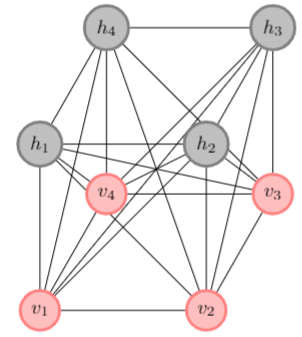 h₄ h₃
h₁ h₂
v₄ v₃
v₁ v₂